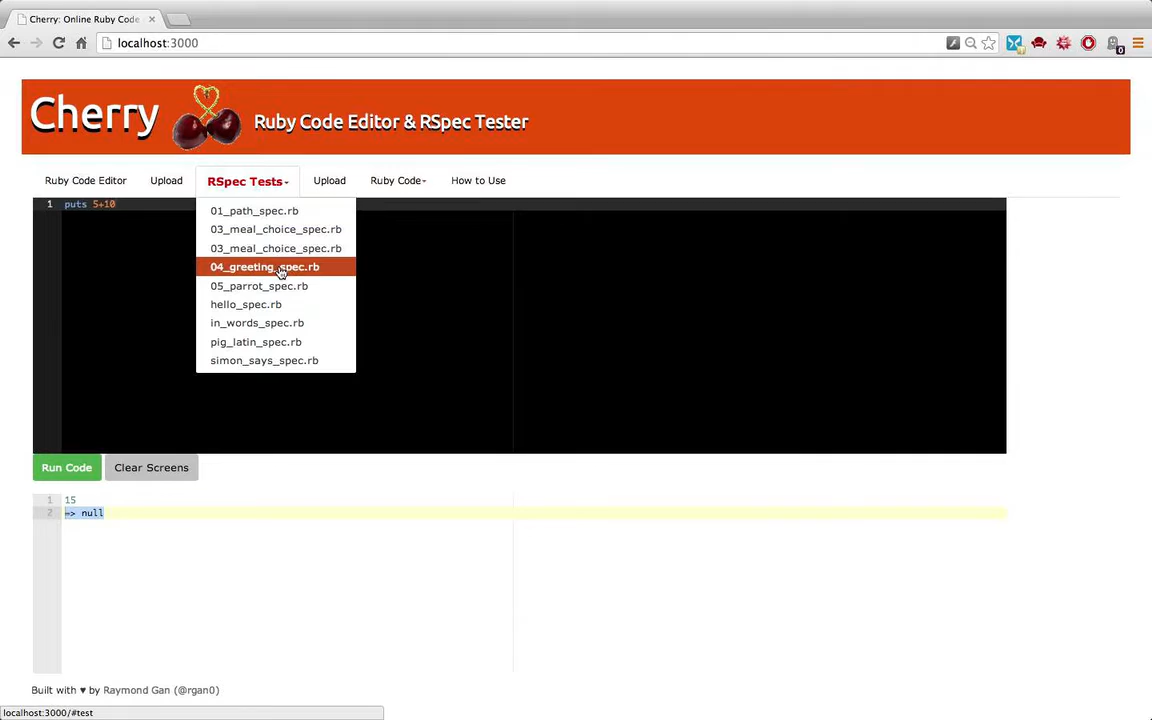 Cherry: Online Ruby Code
localhost:3000
0
Cherry
Ruby Code Editor & RSpec Tester
Ruby Code Editor Upload RSpec Tests Upload Ruby Code How to Use
1 puts 5+10
01_path_spec.rb
03_meal_choice_spec.rb
03_meal_choice_spec.rb
04_greeting_spec.rb
05_parrot_spec.rb
hello_spec.rb
in_words_spec.rb
pig_latin_spec.rb
simon_says_spec.rb
Run Code Clear Screens
1 15
2 => null
Built with ♥ by Raymond Gan (@rgan0)
localhost:3000/#test